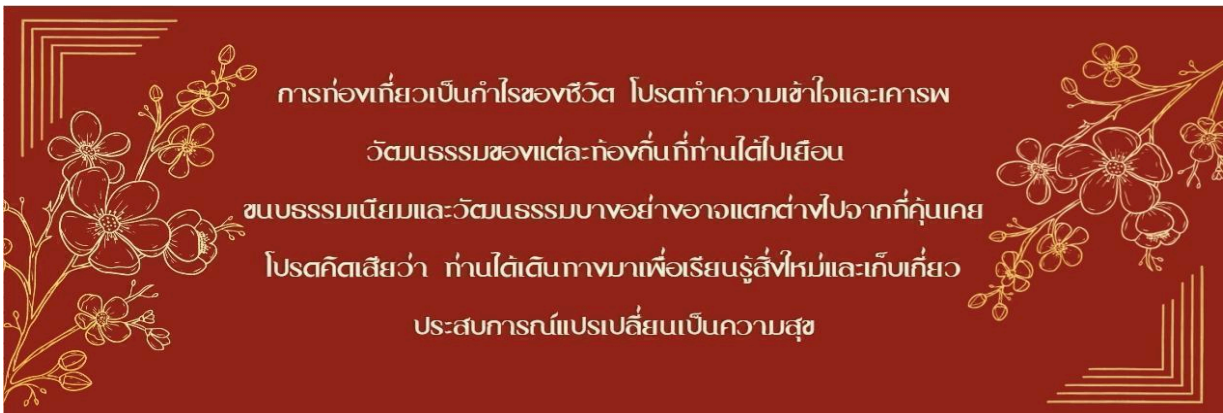 การท่องเที่ยวเป็นกำไรของชีวิต โปรดทำความเข้าใจและเคารพ
วัฒนธรรมของแต่ละท้องถิ่นที่ท่านได้ไปเยือน
ขนบธรรมเนียมและวัฒนธรรมบางอย่างอาจแตกต่างไปจากที่คุ้นเคย
โปรดคิดเสียว่า ท่านได้เดินทางมาเพื่อเรียนรู้สิ่งใหม่และเก็บเกี่ยว
ประสบการณ์แปรเปลี่ยนเป็นความสุข